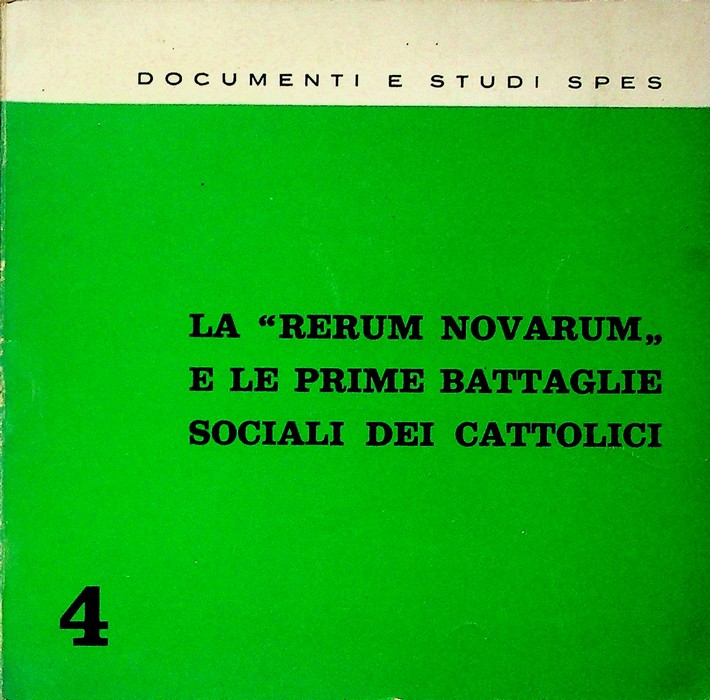 DOCUMENTI E STUDI SPES
LA “RERUM NOVARUM„
E LE PRIME BATTAGLIE
SOCIALI DEI CATTOLICI
4